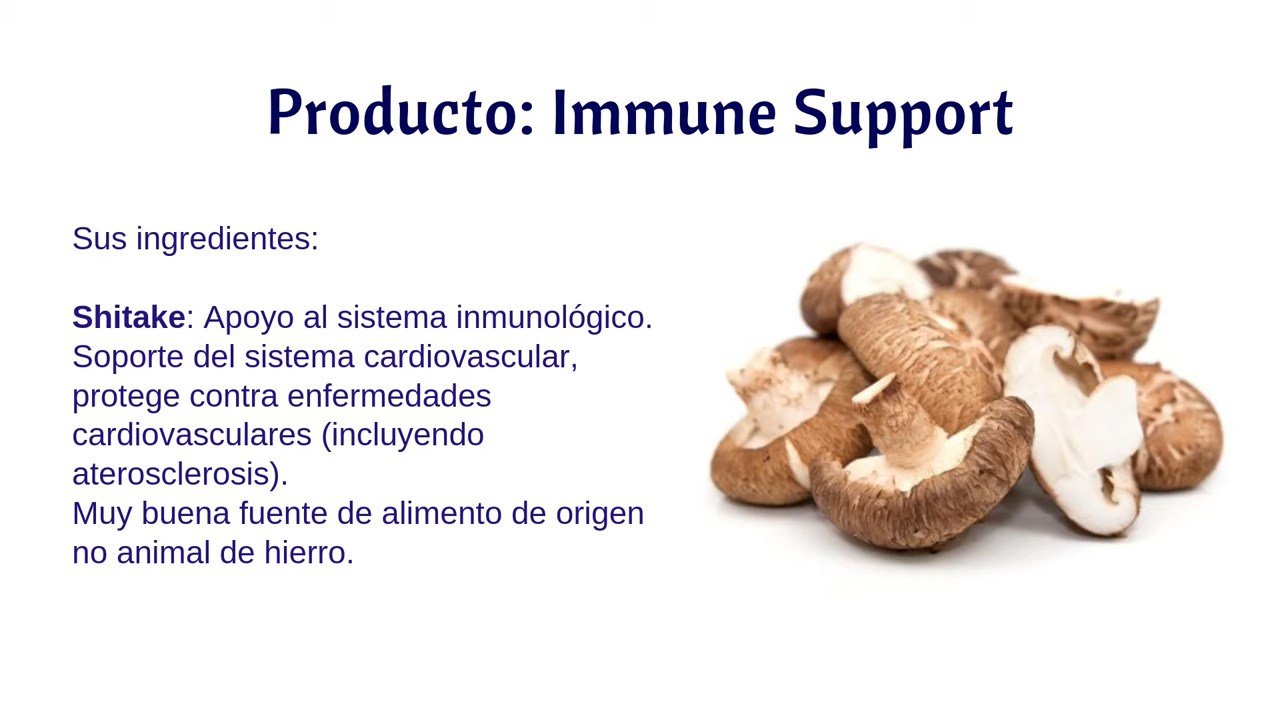 Producto: Immune Support
Sus ingredientes:
Shitake: Apoyo al sistema inmunológico.
Soporte del sistema cardiovascular,
protege contra enfermedades
cardiovasculares (incluyendo
aterosclerosis).
Muy buena fuente de alimento de origen
no animal de hierro.